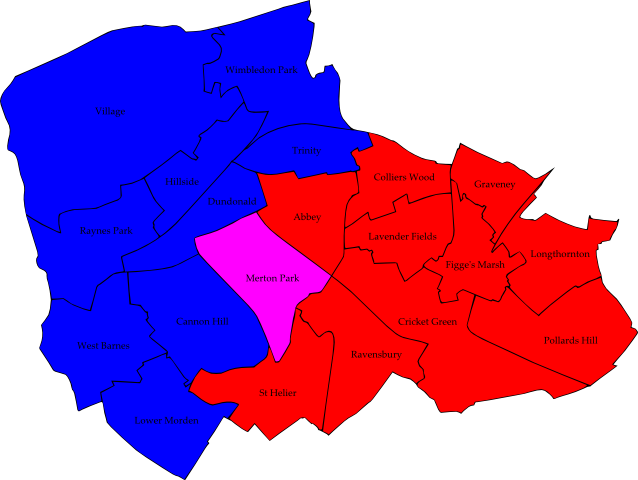 Wimbledon Park
Village
Trinity
Colliers Wood
Hillside
Graveney
Dundonald
Abbey
Raynes Park
Lavender Fields
Longthornton
Figge's Marsh
Merton Park
Cannon Hill
Cricket Green
Pollards Hill
West Barnes
Ravensbury
St Helier
Lower Morden